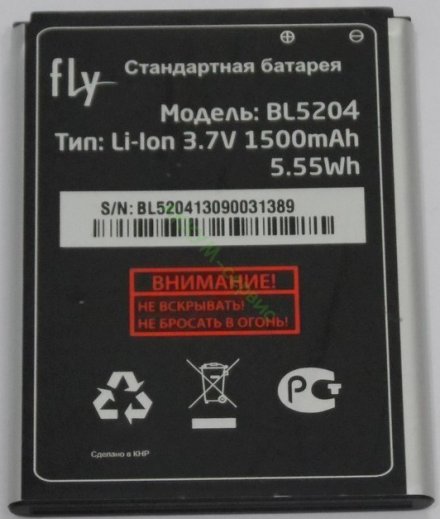 fly
Стандартная батарея
Модель: BL5204
Тип: Li-Ion 3.7V 1500mAh
5.55Wh
S/N: BL520413090031389
ВНИМАНИЕ!
НЕ ВСКРЫВАТЬ!
НЕ БРОСАТЬ В ОГОНЬ!
РСТ
Сделано в КНР